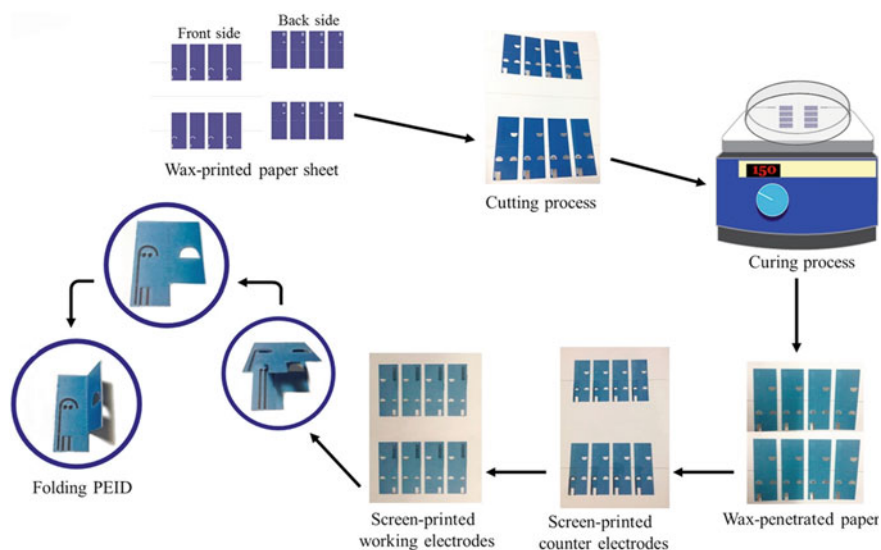 Front side
Back side
Wax-printed paper sheet
Cutting process
150
Curing process
Wax-penetrated paper
Screen-printed
counter electrodes
Screen-printed
working electrodes
Folding PEID